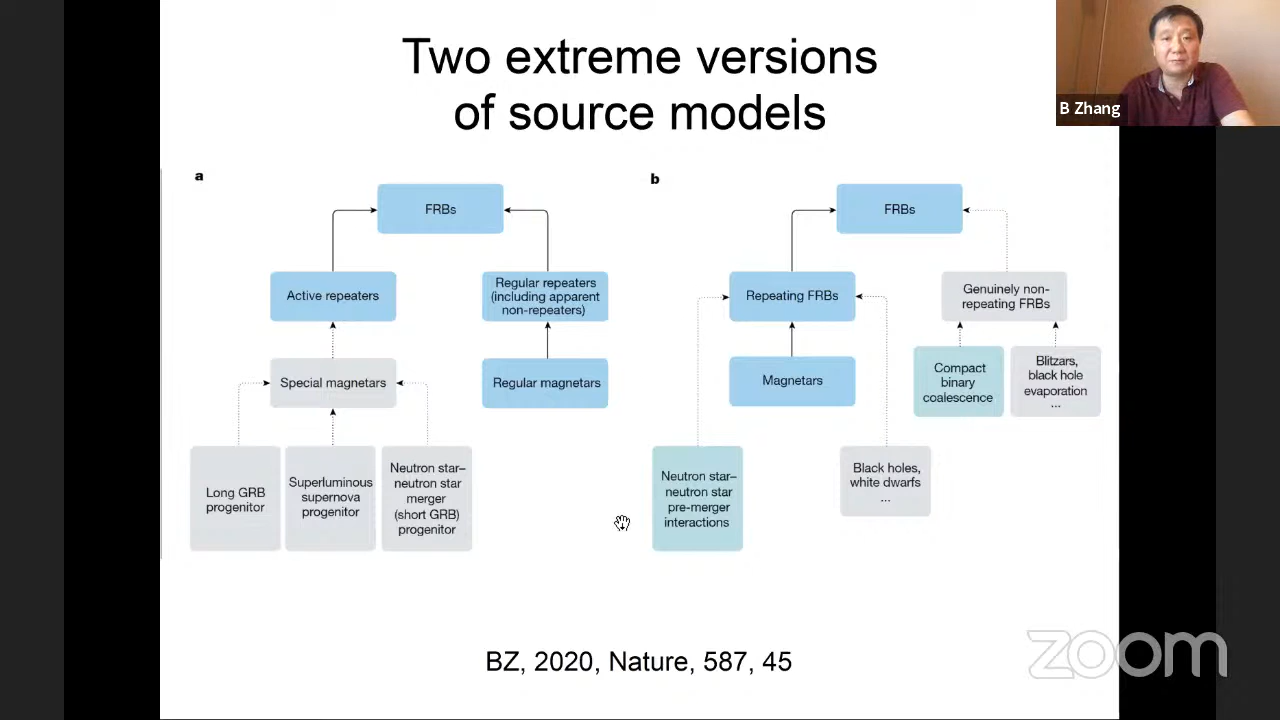 Two extreme versions
of source models
B Zhang
a
FRBs
Active repeaters
Regular repeaters
(including apparent
non-repeaters)
Special magnetars
Regular magnetars
Long GRB
progenitor
Superluminous
supernova
progenitor
Neutron star–
neutron star
merger
(short GRB)
progenitor
b
FRBs
Repeating FRBs
Genuinely non-
repeating FRBs
Magnetars
Compact
binary
coalescence
Blitzars,
black hole
evaporation
...
Neutron star–
neutron star
pre-merger
interactions
Black holes,
white dwarfs
...
BZ, 2020, Nature, 587, 45
zoom